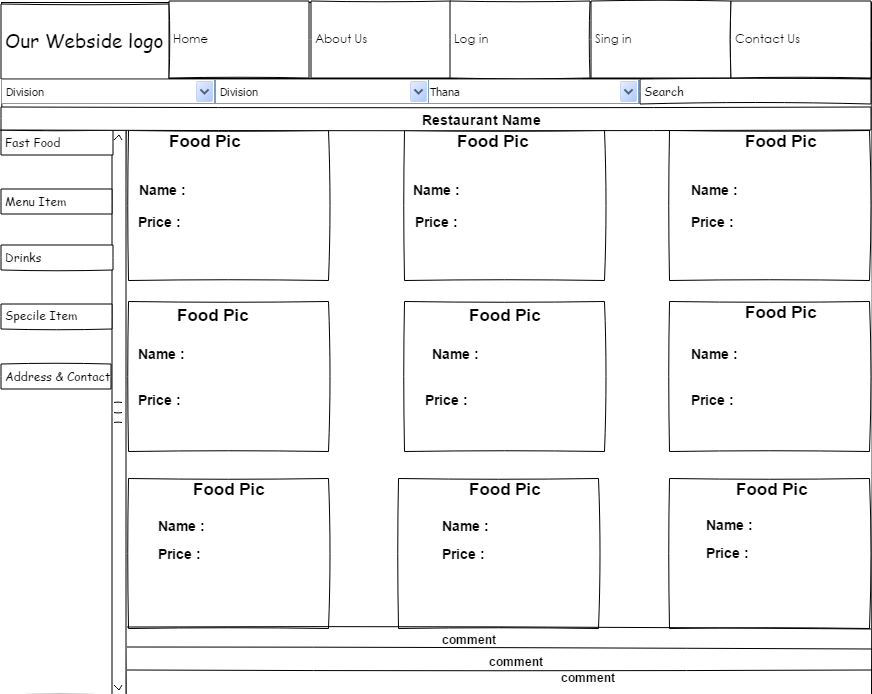 Our Webside logo
Home
About Us
Log in
Sing in
Contact Us
Division
Division
Thana
Search
Restaurant Name
Fast Food
Menu Item
Drinks
Specile Item
Address & Contact
Food Pic
Name :
Price :
Food Pic
Name :
Price :
Food Pic
Name :
Price :
Food Pic
Name :
Price :
Food Pic
Name :
Price :
Food Pic
Name :
Price :
Food Pic
Name :
Price :
Food Pic
Name :
Price :
Food Pic
Name :
Price :
comment
comment
comment